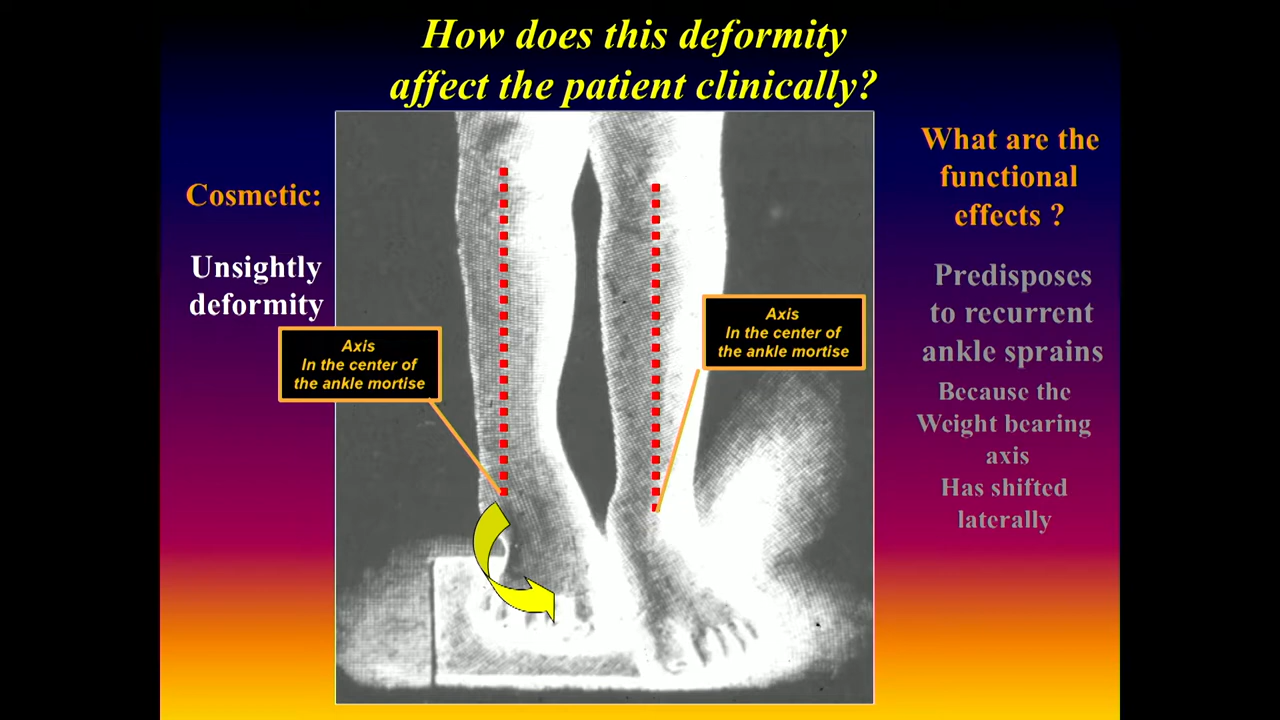 How does this deformity
affect the patient clinically?
Cosmetic:
Unsightly
deformity
Axis
In the center of
the ankle mortise
Axis
In the center of
the ankle mortise
What are the
functional
effects ?
Predisposes
to recurrent
ankle sprains
Because the
Weight bearing
axis
Has shifted
laterally